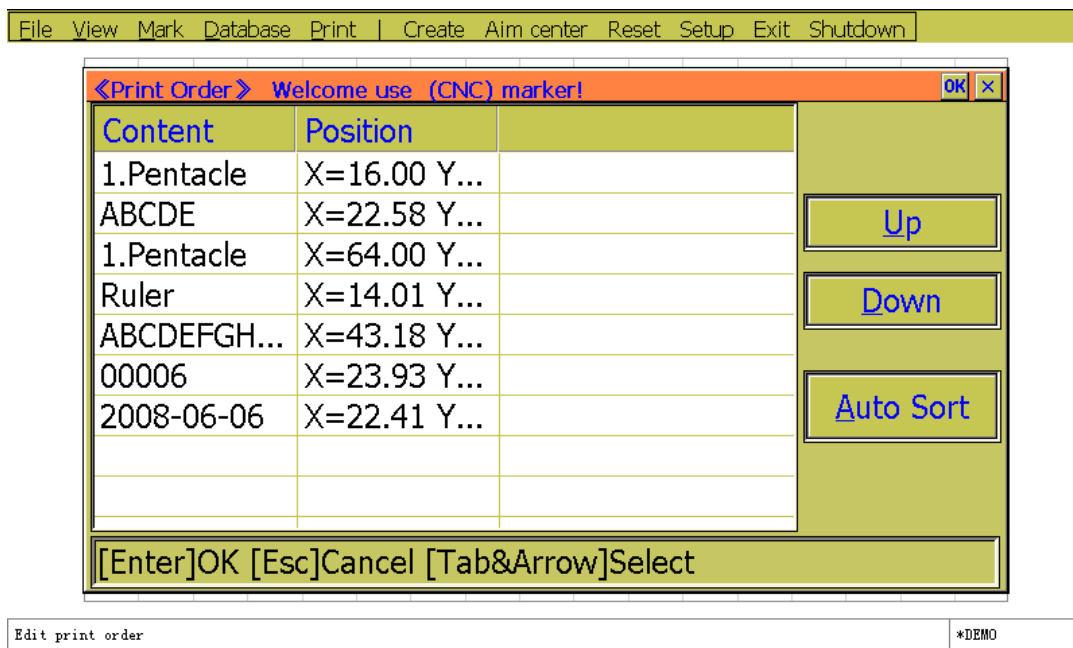 File View Mark Database Print | Create Aim center Reset Setup Exit Shutdown
《Print Order》 Welcome use (CNC) marker! OK ×
Content Position
1.Pentacle X=16.00 Y...
ABCDE X=22.58 Y...
1.Pentacle X=64.00 Y...
Ruler X=14.01 Y...
ABCDEFGH... X=43.18 Y...
00006 X=23.93 Y...
2008-06-06 X=22.41 Y...
Up
Down
Auto Sort
[Enter]OK [Esc]Cancel [Tab&Arrow]Select
Edit print order *DEMO